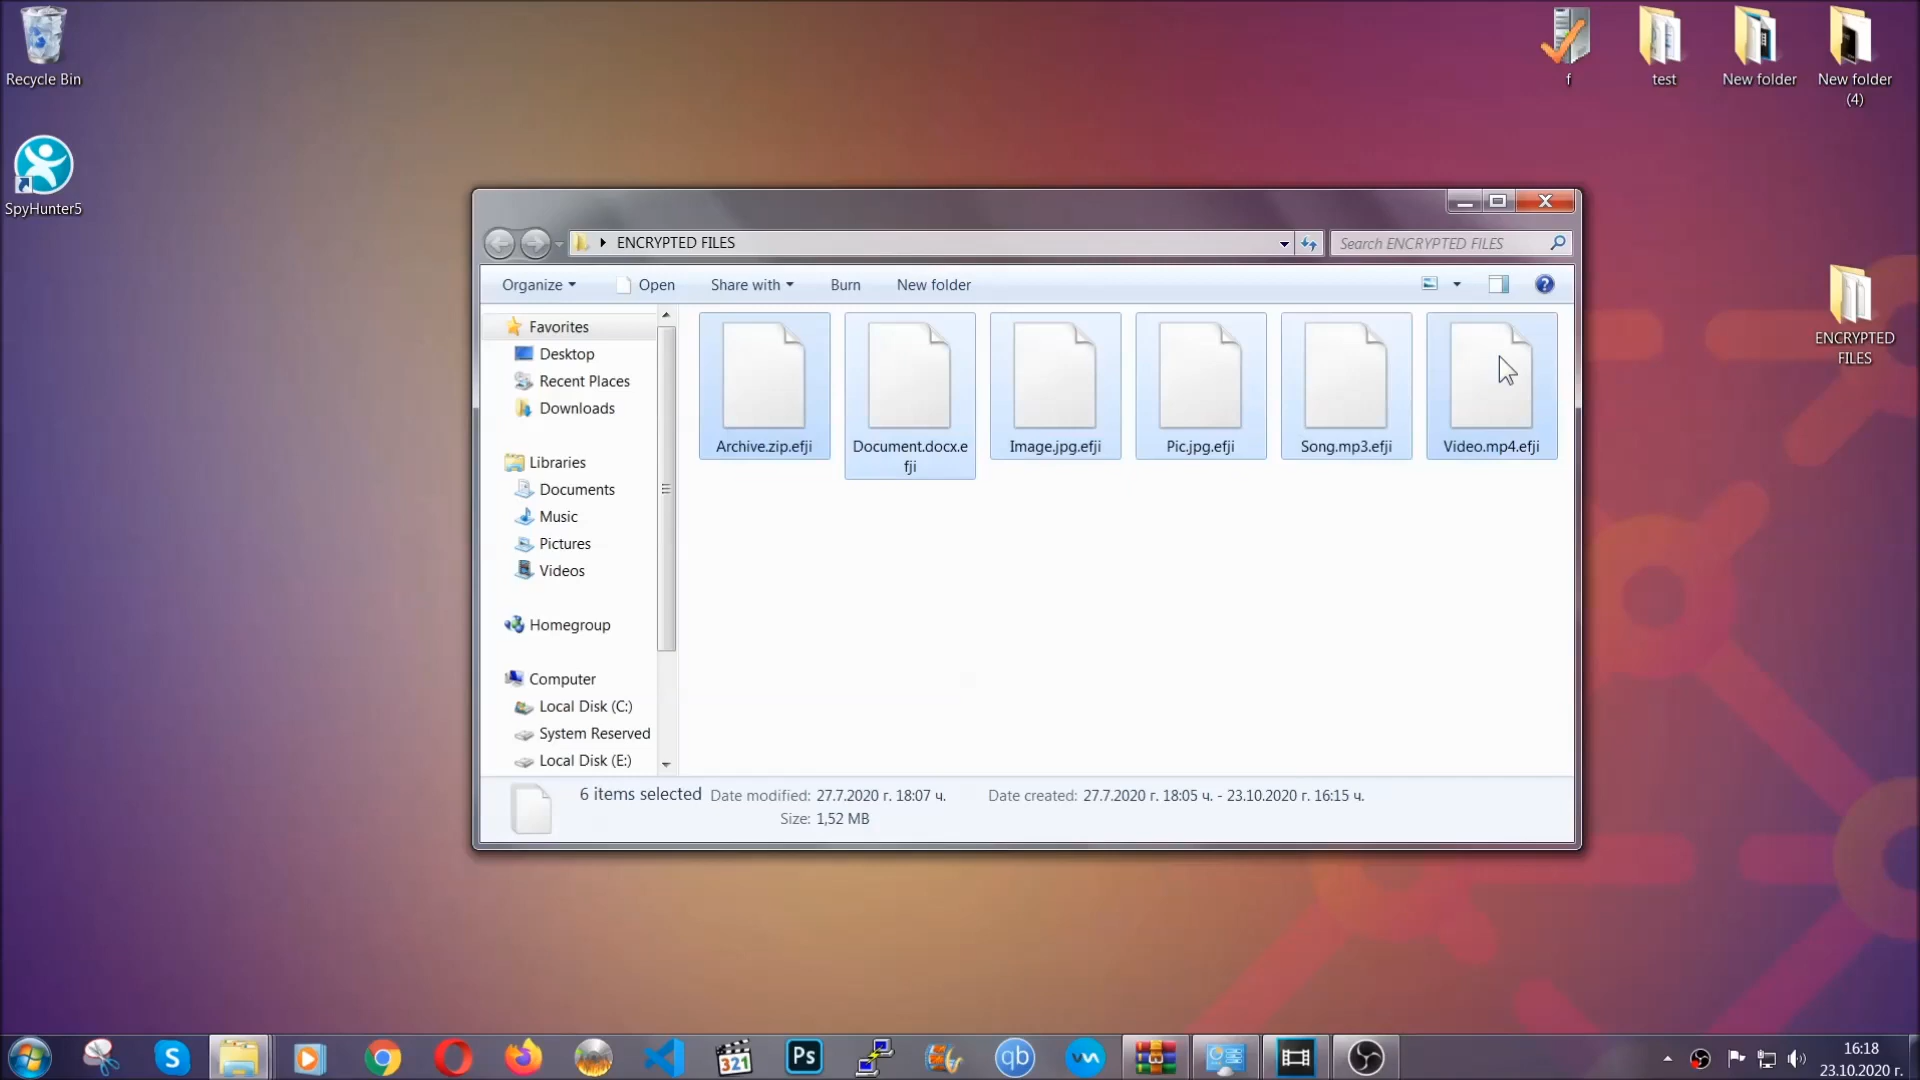 Recycle Bin
SpyHunter5
f
test
New folder
New folder
(4)
ENCRYPTED
FILES
ENCRYPTED FILES
Search ENCRYPTED FILES
Organize
Open
Share with
Burn
New folder
Favorites
Desktop
Recent Places
Downloads
Libraries
Documents
Music
Pictures
Videos
Homegroup
Computer
Local Disk (C:)
System Reserved
Local Disk (E:)
Archive.zip.efji
Document.docx.e
fji
Image.jpg.efji
Pic.jpg.efji
Song.mp3.efji
Video.mp4.efji
6 items selected
Date modified: 27.7.2020 г. 18:07 ч.
Date created: 27.7.2020 г. 18:05 ч. - 23.10.2020 г. 16:15 ч.
Size: 1,52 MB
S
321
Ps
qb
16:18
23.10.2020 г.